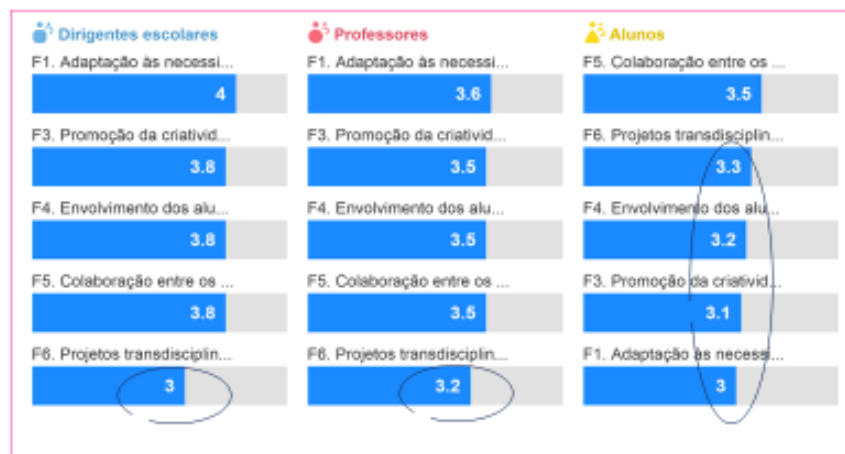 Dirigentes escolares
F1. Adaptação às necessi...
4
F3. Promoção da criativid...
3.8
F4. Envolvimento dos alu...
3.8
F5. Colaboração entre os ...
3.8
F6. Projetos transdisciplin...
3
Professores
F1. Adaptação às necessi...
3.6
F3. Promoção da criativid...
3.5
F4. Envolvimento dos alu...
3.5
F5. Colaboração entre os ...
3.5
F6. Projetos transdisciplin...
3.2
Alunos
F5. Colaboração entre os ...
3.5
F6. Projetos transdisciplin...
3.3
F4. Envolvimento dos alu...
3.2
F3. Promoção da criativid...
3.1
F1. Adaptação às necessi...
3